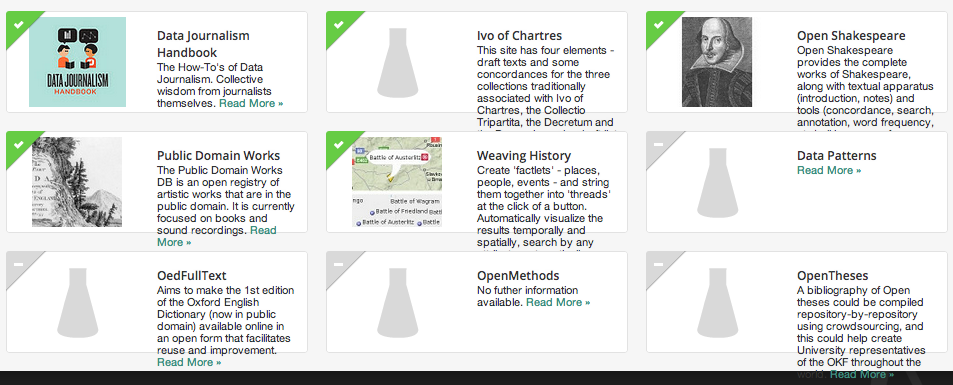 DATA JOURNALISM
HANDBOOK
Data Journalism
Handbook
The How-To's of Data
Journalism. Collective
wisdom from journalists
themselves. Read More »
Ivo of Chartres
This site has four elements -
draft texts and some
concordances for the three
collections traditionally
associated with Ivo of
Chartres, the Collectio
Tripartita, the Decretum and
Open Shakespeare
Open Shakespeare
provides the complete
works of Shakespeare,
along with textual apparatus
(introduction, notes) and
tools (concordance, search,
annotation, word frequency,
Public Domain Works
The Public Domain Works
DB is an open registry of
artistic works that are in the
public domain. It is currently
focused on books and
sound recordings. Read
More »
Battle of Austerlitz
Battle of Wagram
Battle of Friedland
Battle of Austerlitz
Weaving History
Create 'factlets' - places,
people, events - and string
them together into 'threads'
at the click of a button.
Automatically visualize the
results temporally and
spatially, search by any
Data Patterns
Read More »
OedFullText
Aims to make the 1st edition
of the Oxford English
Dictionary (now in public
domain) available online in
an open form that facilitates
reuse and improvement.
Read More »
OpenMethods
No futher information
available. Read More »
OpenTheses
A bibliography of Open
theses could be compiled
repository-by-repository
using crowdsourcing, and
this could help create
University representatives
of the OKF throughout the
world. Read More »